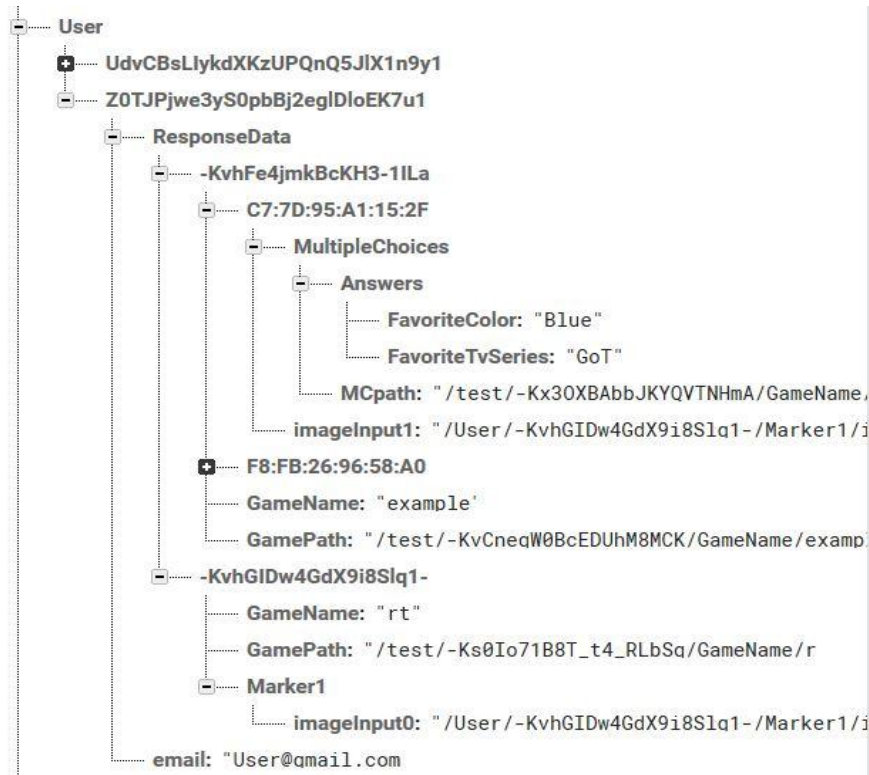 User
UdvCBsLIykdXKzUPQnQ5JlX1n9y1
Z0TJPjwe3yS0pbBj2eglDloEK7u1
ResponseData
-KvhFe4jmkBcKH3-1ILa
C7:7D:95:A1:15:2F
MultipleChoices
Answers
FavoriteColor: "Blue"
FavoriteTvSeries: "GoT"
MCpath: "/test/-Kx3OXBAbbJKYQVTNHmA/GameName/
imageInput1: "/User/-KvhGIDw4GdX9i8Slq1-/Marker1/i
F8:FB:26:96:58:A0
GameName: "example'
GamePath: "/test/-KvCneqW0BcEDUhM8MCK/GameName/exampl
-KvhGIDw4GdX9i8Slq1-
GameName: "rt"
GamePath: "/test/-Ks0Io71B8T_t4_RLbSq/GameName/r
Marker1
imageInput0: "/User/-KvhGIDw4GdX9i8Slq1-/Marker1/i
email: "User@gmail.com